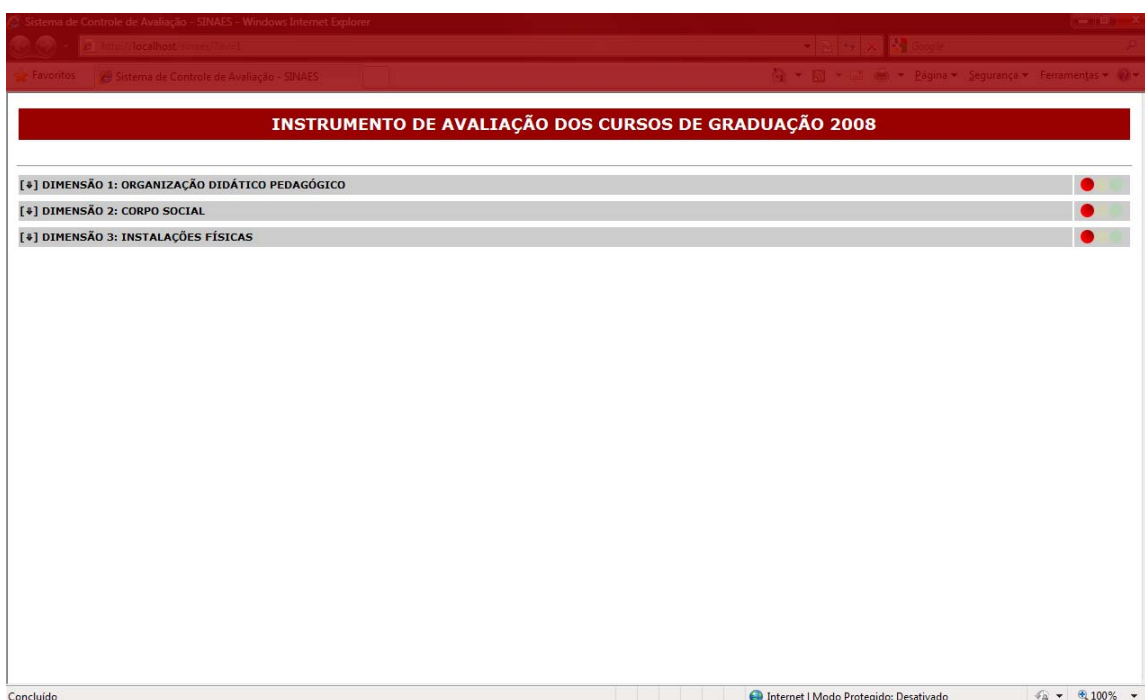 Sistema de Controle de Avaliação - SINAES - Windows Internet Explorer
Google
Favoritos Sistema de Controle de Avaliação - SINAES Página Segurança Ferramentas
INSTRUMENTO DE AVALIAÇÃO DOS CURSOS DE GRADUAÇÃO 2008
[+] DIMENSÃO 1: ORGANIZAÇÃO DIDÁTICO PEDAGÓGICO
[+] DIMENSÃO 2: CORPO SOCIAL
[+] DIMENSÃO 3: INSTALAÇÕES FÍSICAS
Concluído Internet | Modo Protegido: Desativado 100%